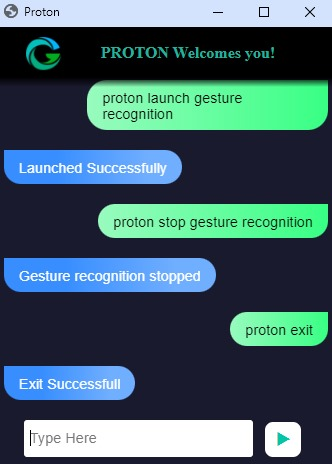 Proton
PROTON Welcomes you!
proton launch gesture
recognition
Launched Successfully
proton stop gesture recognition
Gesture recognition stopped
proton exit
Exit Successfull
Type Here